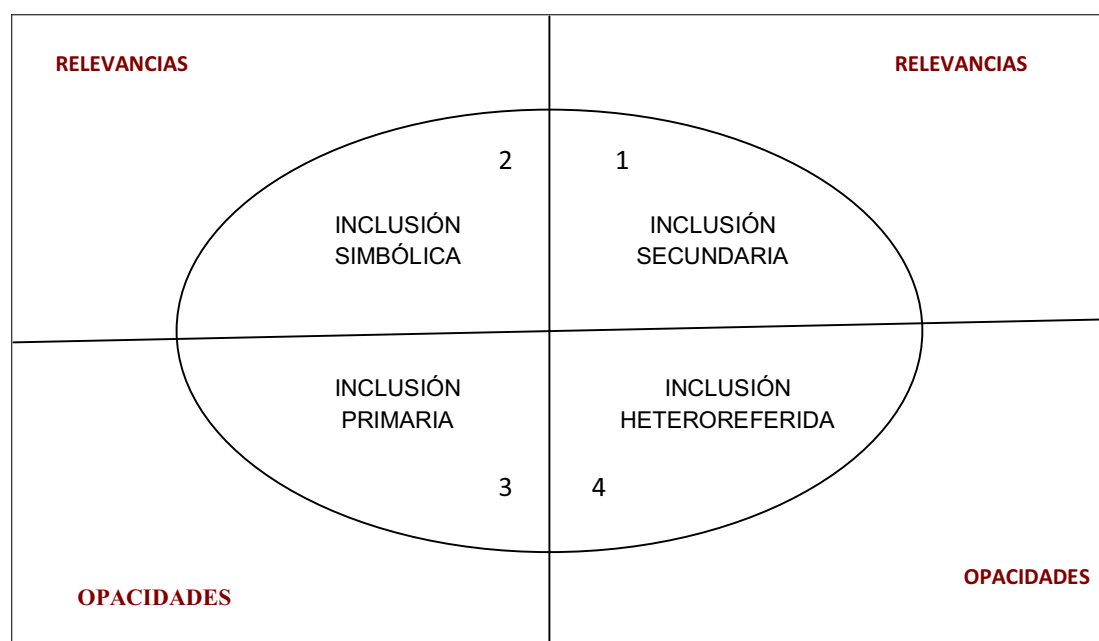 RELEVANCIAS
RELEVANCIAS
2
1
INCLUSIÓN
SIMBÓLICA
INCLUSIÓN
SECUNDARIA
INCLUSIÓN
PRIMARIA
INCLUSIÓN
HETEROREFERIDA
3
4
OPACIDADES
OPACIDADES